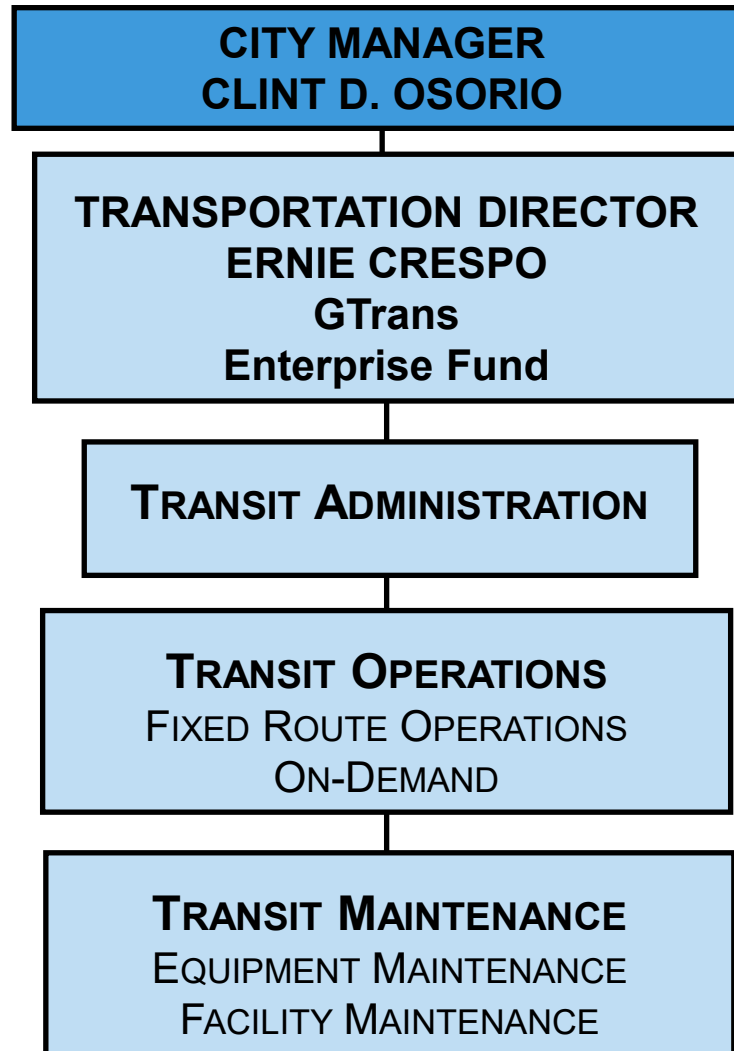 CITY MANAGER
CLINT D. OSORIO
TRANSPORTATION DIRECTOR
ERNIE CRESPO
GTrans
Enterprise Fund
TRANSIT ADMINISTRATION
TRANSIT OPERATIONS
FIXED ROUTE OPERATIONS
ON-DEMAND
TRANSIT MAINTENANCE
EQUIPMENT MAINTENANCE
FACILITY MAINTENANCE